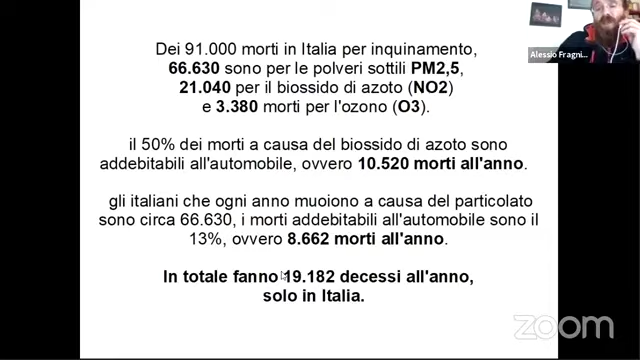 Dei 91.000 morti in Italia per inquinamento,
66.630 sono per le polveri sottili PM2,5,
21.040 per il biossido di azoto (NO2)
e 3.380 morti per l'ozono (O3).
il 50% dei morti a causa del biossido di azoto sono
addebitabili all'automobile, ovvero 10.520 morti all'anno.
gli italiani che ogni anno muoiono a causa del particolato
sono circa 66.630, i morti addebitabili all'automobile sono il
13%, ovvero 8.662 morti all'anno.
In totale fanno 19.182 decessi all'anno,
solo in Italia.
Alessio Fragni...
zoom